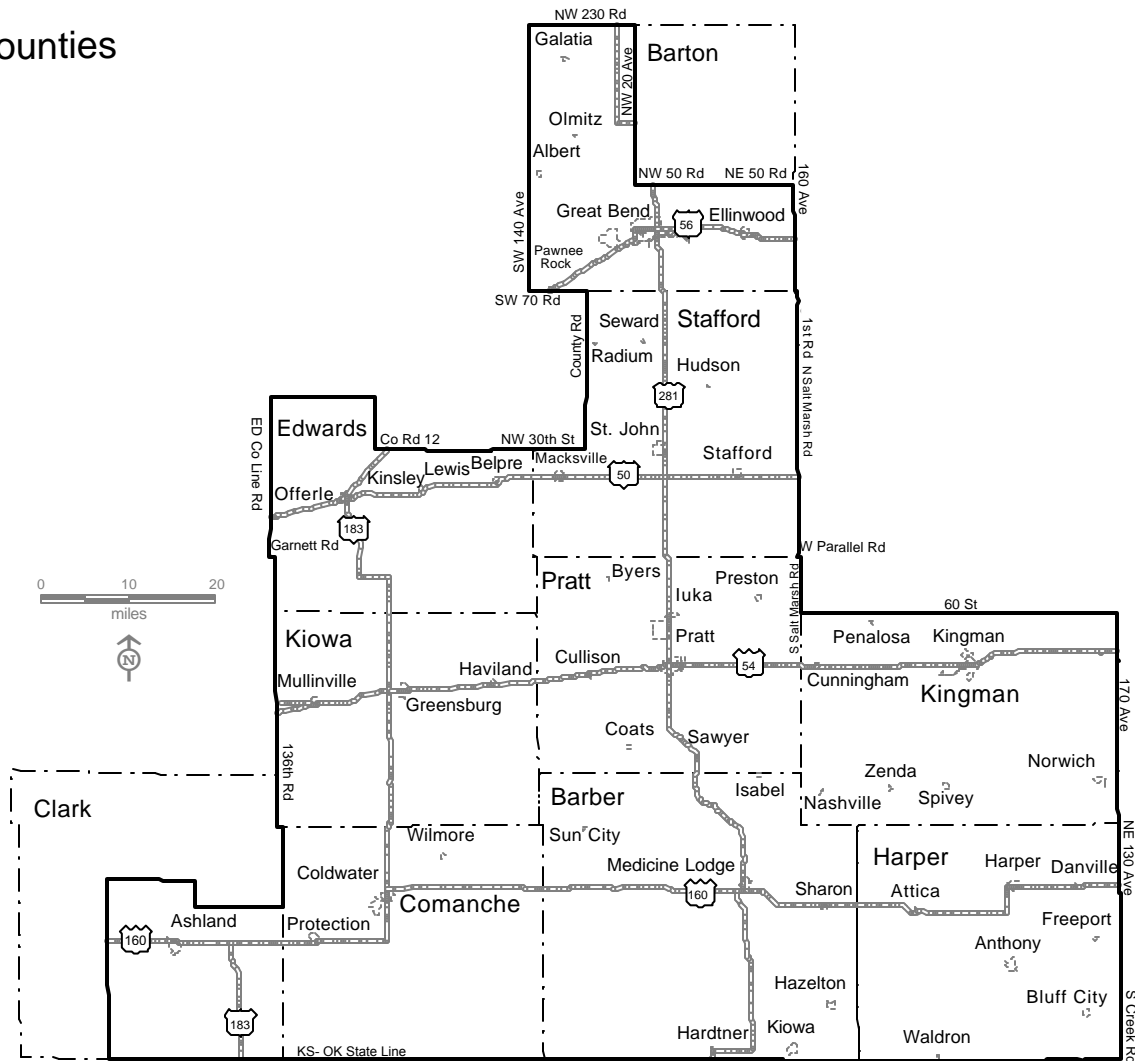 ounties
NW 230 Rd
Galatia
NW 20 Ave
Barton
Olmitz
Albert
NW 50 Rd
NE 50 Rd
160 Ave
SW 140 Ave
Great Bend
56
Ellinwood
Pawnee
Rock
SW 70 Rd
County Rd
Seward
Stafford
Radium
Hudson
1st Rd
N Salt Marsh Rd
281
Edwards
ED Co Line Rd
Co Rd 12
NW 30th St
St. John
Kinsley
Lewis
Belpre
Macksville
50
Stafford
Offerle
183
Garnett Rd
W Parallel Rd
0
10
20
miles
N
Pratt
Byers
Preston
S Salt Marsh Rd
Iuka
60 St
Kiowa
Pratt
Penalosa
Kingman
Haviland
Cullison
54
Cunningham
Mullinville
Greensburg
Kingman
170 Ave
136th Rd
Coats
Sawyer
Norwich
Clark
Barber
Isabel
Zenda
Nashville
Spivey
Wilmore
Sun City
NE 130 Ave
Coldwater
Medicine Lodge
Harper
Harper
Danville
160
Sharon
Attica
Comanche
Ashland
Protection
160
Freeport
Anthony
183
Hazelton
Bluff City
S Creek Rd
Hardtner
Kiowa
Waldron
KS- OK State Line